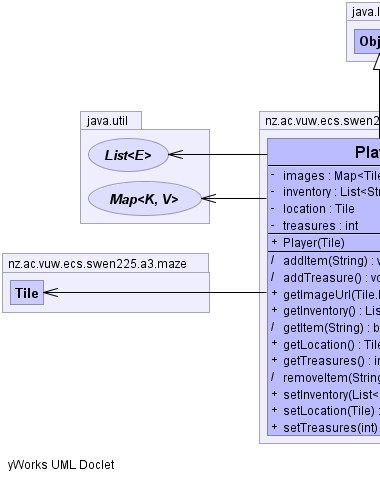 java.l
Obj
java.util
List<E>
Map<K, V>
nz.ac.vuw.ecs.swen2
Play
- images : Map<Tile
- inventory : List<Str
- location : Tile
- treasures : int
+ Player(Tile)
/ addItem(String) : v
/ addTreasure() : vo
+ getImageUrl(Tile.
+ getInventory() : Lis
/ getItem(String) : b
+ getLocation() : Tile
+ getTreasures() : in
/ removeItem(String
+ setInventory(List<
+ setLocation(Tile) :
+ setTreasures(int)
nz.ac.vuw.ecs.swen225.a3.maze
Tile
yWorks UML Doclet